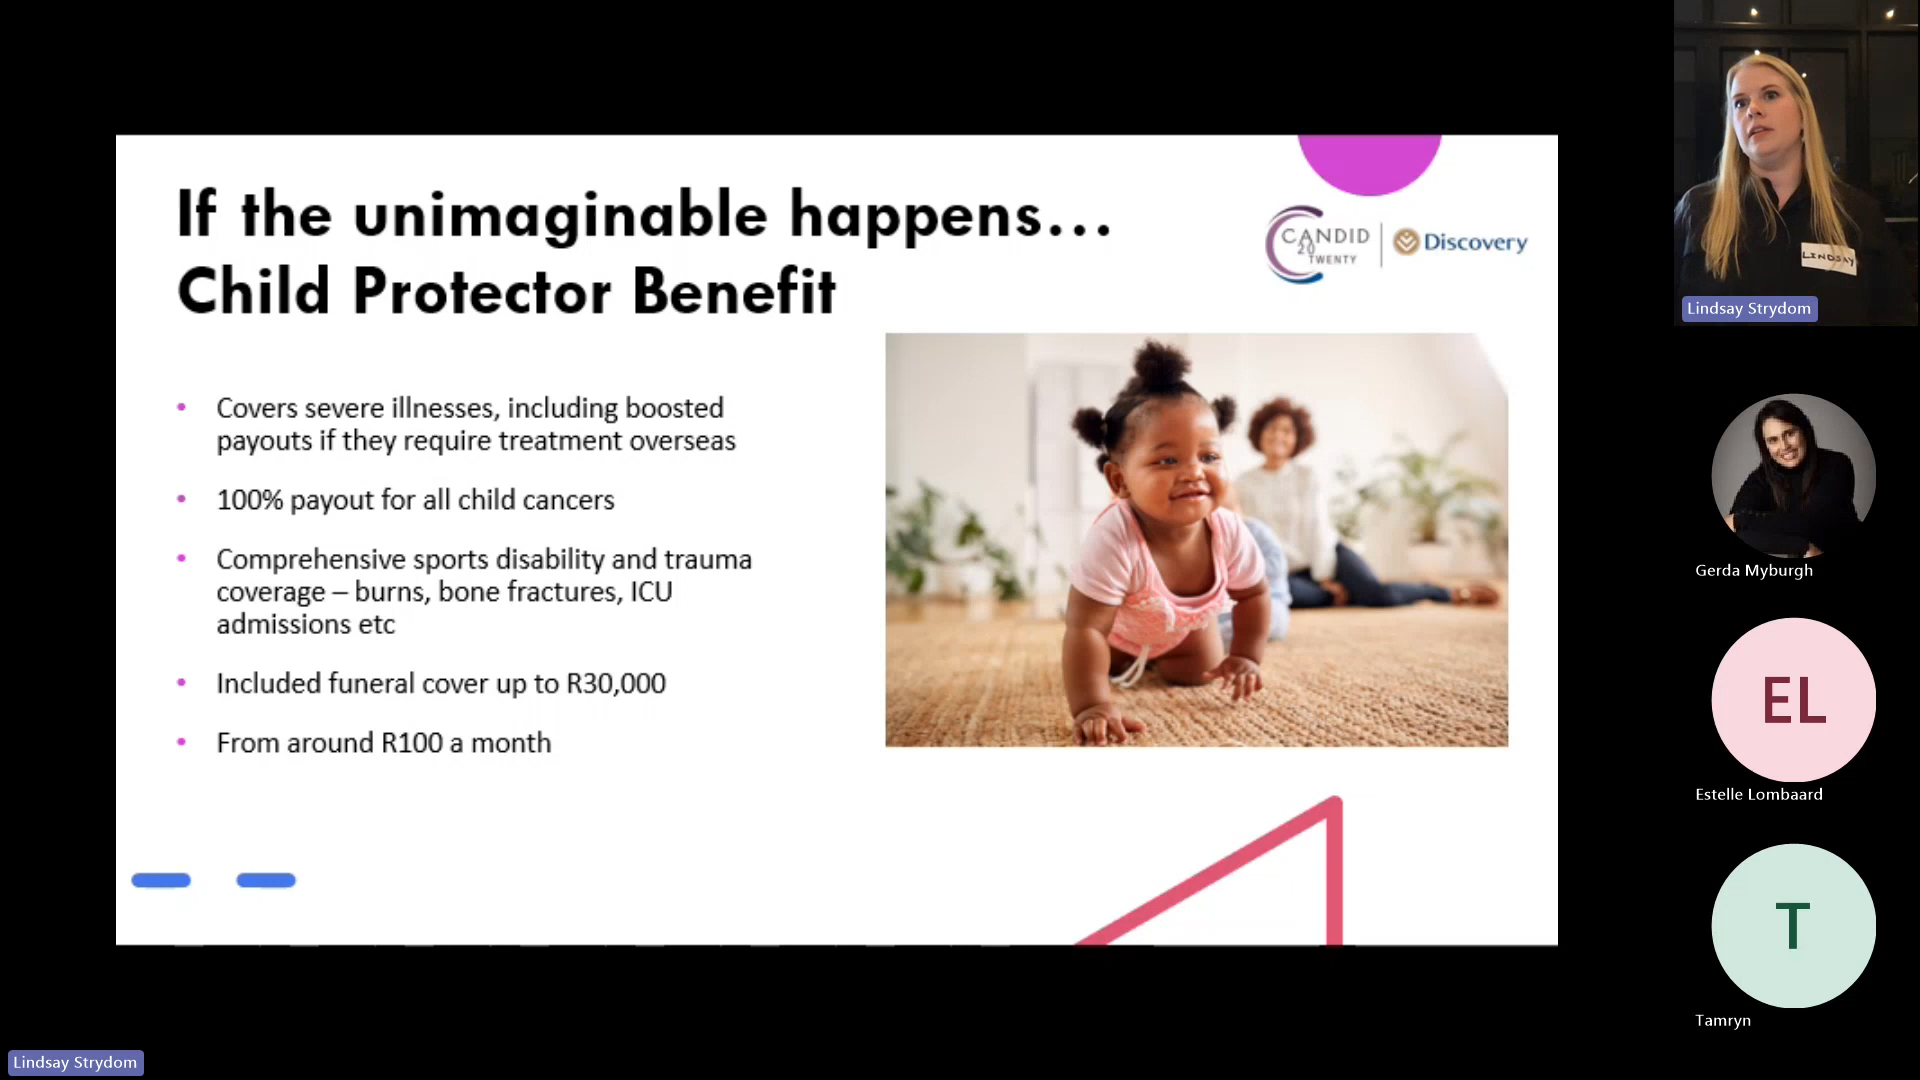 If the unimaginable happens...
Child Protector Benefit
CANDID
20
TWENTY
Discovery
• Covers severe illnesses, including boosted
payouts if they require treatment overseas
• 100% payout for all child cancers
• Comprehensive sports disability and trauma
coverage – burns, bone fractures, ICU
admissions etc
• Included funeral cover up to R30,000
• From around R100 a month
LINDSAY
Lindsay Strydom
Gerda Myburgh
EL
Estelle Lombaard
T
Tamryn
Lindsay Strydom